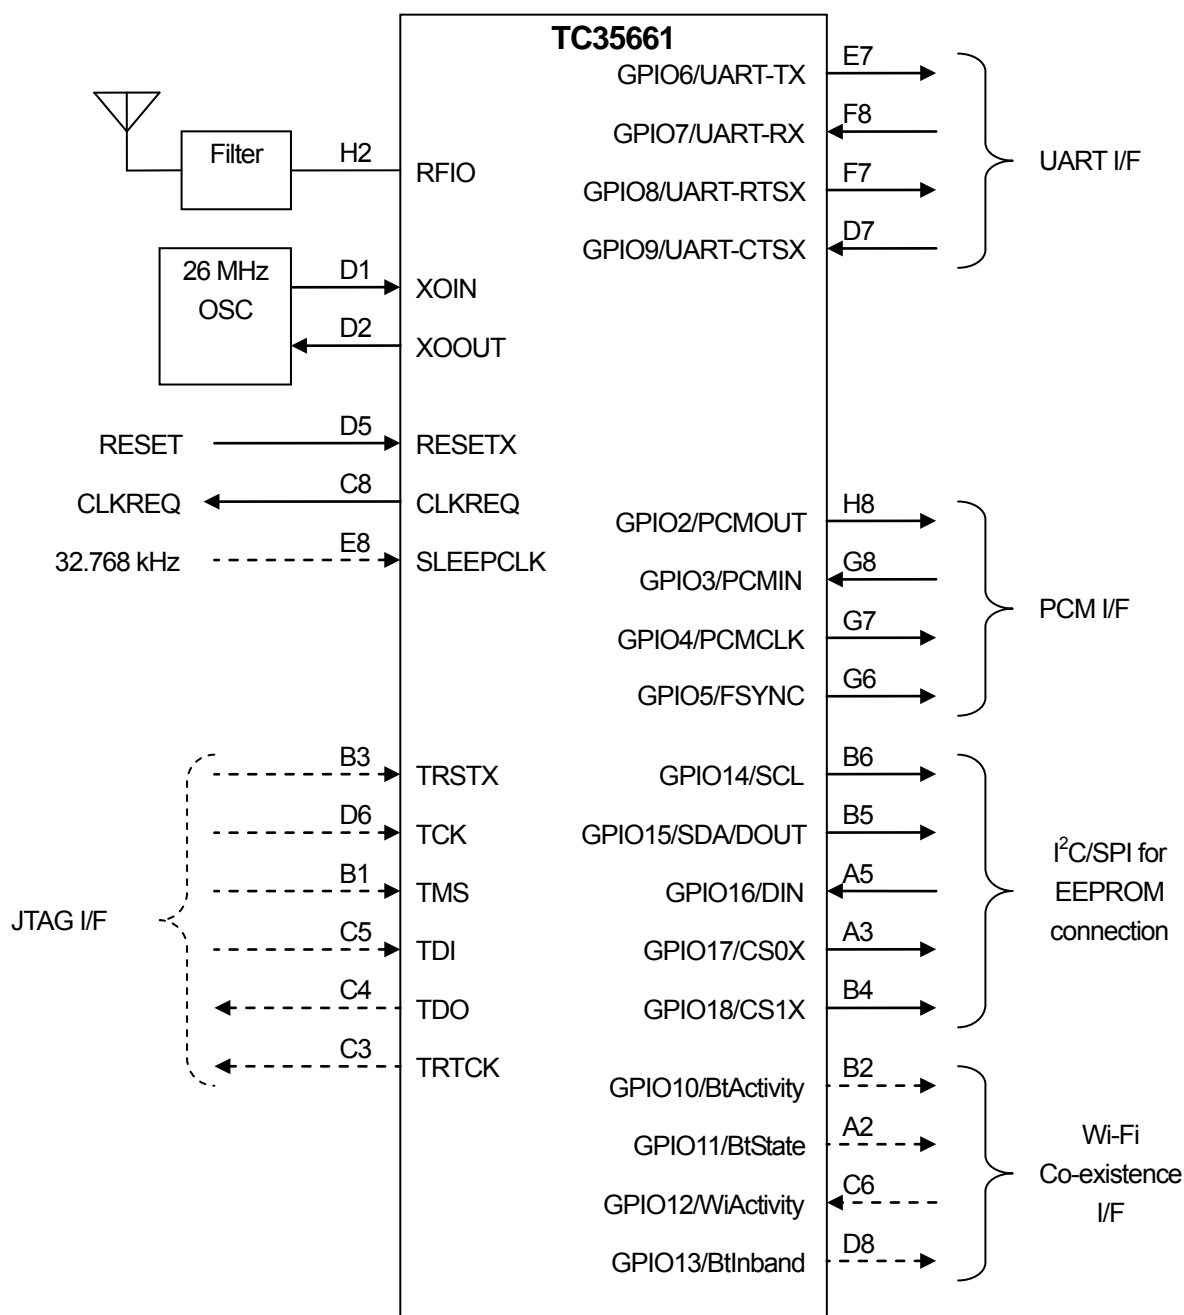 TC35661
Filter
H2
RFIO
26 MHz
OSC
D1
XOIN
D2
XOOUT
RESET
D5
RESETX
CLKREQ
C8
CLKREQ
32.768 kHz
E8
SLEEPCLK
JTAG I/F
B3
TRSTX
D6
TCK
B1
TMS
C5
TDI
C4
TDO
C3
TRTCK
GPIO6/UART-TX
E7
GPIO7/UART-RX
F8
GPIO8/UART-RTSX
F7
GPIO9/UART-CTSX
D7
UART I/F
GPIO2/PCMOUT
H8
GPIO3/PCMIN
G8
GPIO4/PCMCLK
G7
GPIO5/FSYNC
G6
PCM I/F
GPIO14/SCL
B6
GPIO15/SDA/DOUT
B5
GPIO16/DIN
A5
GPIO17/CS0X
A3
GPIO18/CS1X
B4
I²C/SPI for
EEPROM
connection
GPIO10/BtActivity
B2
GPIO11/BtState
A2
GPIO12/WiActivity
C6
GPIO13/BtInband
D8
Wi-Fi
Co-existence
I/F